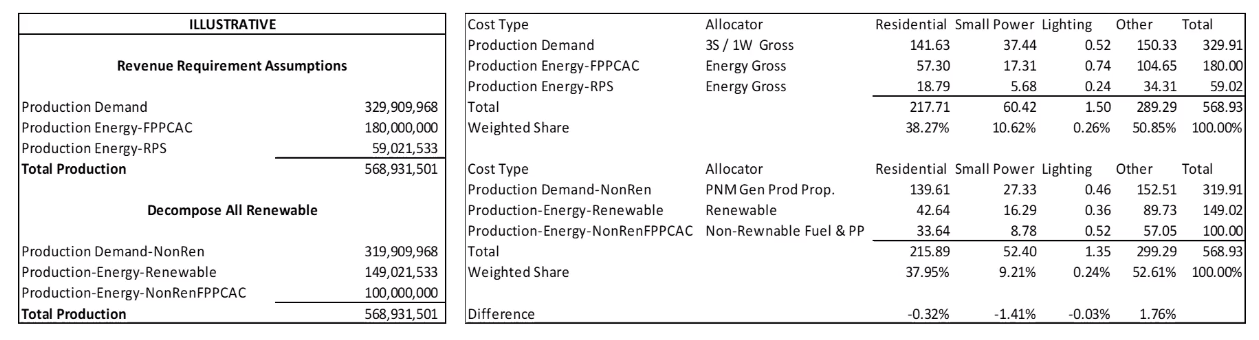 ILLUSTRATIVE
Revenue Requirement Assumptions
Production Demand 329,909,968
Production Energy-FPPCAC 180,000,000
Production Energy-RPS 59,021,533
Total Production 568,931,501
Decompose All Renewable
Production Demand-NonRen 319,909,968
Production-Energy-Renewable 149,021,533
Production-Energy-NonRenFPPCAC 100,000,000
Total Production 568,931,501
Cost Type Allocator Residential Small Power Lighting Other Total
Production Demand 3S / 1W Gross 141.63 37.44 0.52 150.33 329.91
Production Energy-FPPCAC Energy Gross 57.30 17.31 0.74 104.65 180.00
Production Energy-RPS Energy Gross 18.79 5.68 0.24 34.31 59.02
Total 217.71 60.42 1.50 289.29 568.93
Weighted Share 38.27% 10.62% 0.26% 50.85% 100.00%
Cost Type Allocator Residential Small Power Lighting Other Total
Production Demand-NonRen PNM Gen Prod Prop. 139.61 27.33 0.46 152.51 319.91
Production-Energy-Renewable Renewable 42.64 16.29 0.36 89.73 149.02
Production-Energy-NonRenFPPCAC Non-Rewnable Fuel & PP 33.64 8.78 0.52 57.05 100.00
Total 215.89 52.40 1.35 299.29 568.93
Weighted Share 37.95% 9.21% 0.24% 52.61% 100.00%
Difference -0.32% -1.41% -0.03% 1.76%